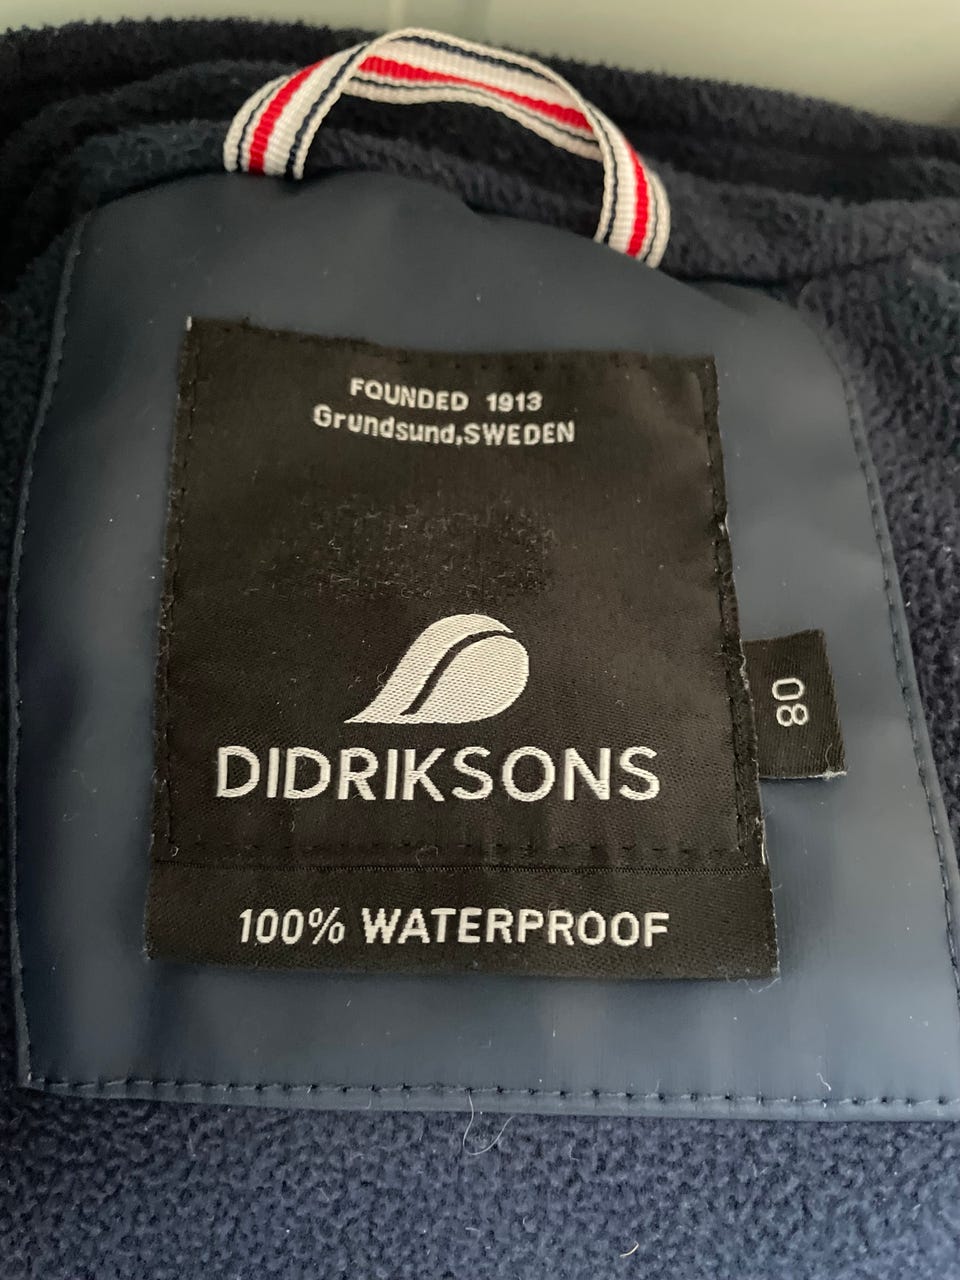 FOUNDED 1913
Grundsund,SWEDEN
DIDRIKSONS
80
100% WATERPROOF